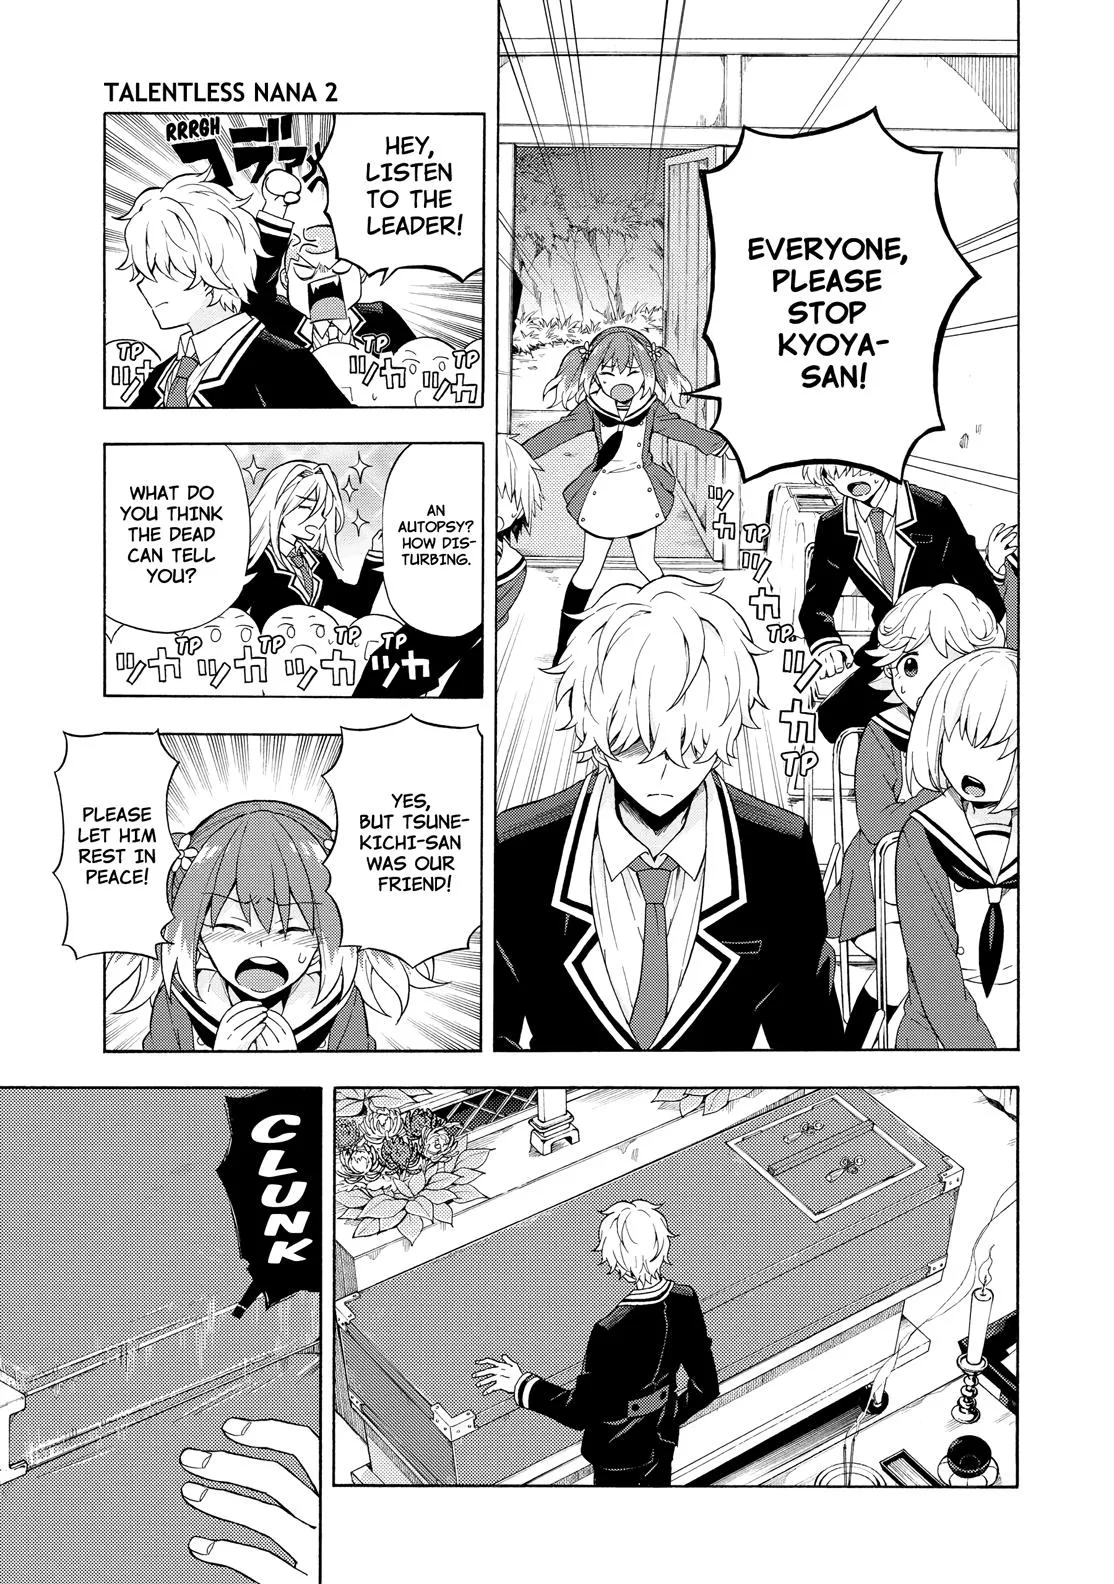 TALENTLESS NANA 2
EVERYONE,
PLEASE
STOP
KYOYA-
SAN!
ツカ
TP
ツカ
TP
ツカ
TP
RRRGH
HEY,
LISTEN
TO THE
LEADER!
TP
ツカ
TP
ツカ
AN
AUTOPSY?
HOW DIS-
TURBING.
WHAT DO
YOU THINK
THE DEAD
CAN TELL
YOU?
TP
TP
TP
TP
ツカツカツカ
ツカ
YES,
BUT TSUNE-
KICHI-SAN
WAS OUR
FRIEND!
PLEASE
LET HIM
REST IN
PEACE!
CLUNK